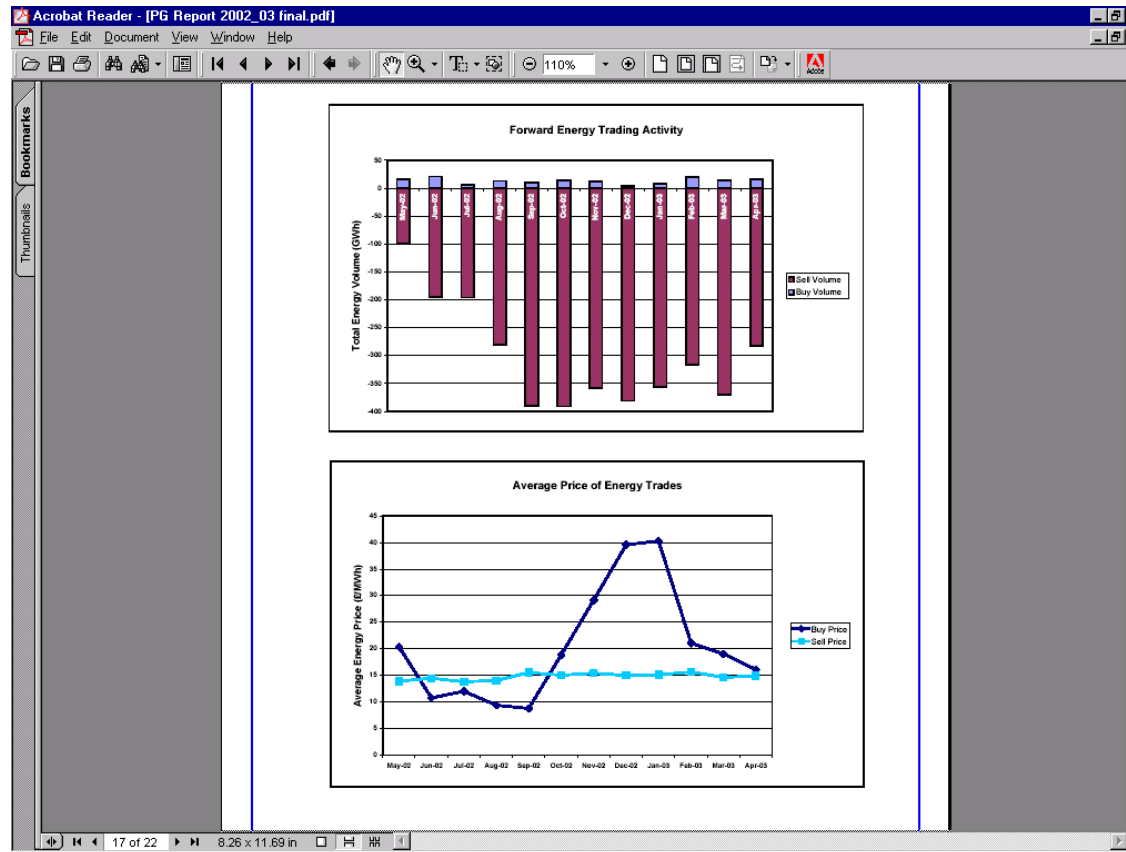 Acrobat Reader - [PG Report 2002_03 final.pdf]
File Edit Document View Window Help
110%
Adobe
Bookmarks
Thumbnails
Forward Energy Trading Activity
Total Energy Volume (GWh)
50
0
-50
-100
-150
-200
-250
-300
-350
-400
May-02 Jun-02 Jul-02 Aug-02 Sep-02 Oct-02 Nov-02 Dec-02 Jan-03 Feb-03 Mar-03 Apr-03
Sell Volume
Buy Volume
Average Price of Energy Trades
Average Energy Price (£/MWh)
45
40
35
30
25
20
15
10
5
0
May-02 Jun-02 Jul-02 Aug-02 Sep-02 Oct-02 Nov-02 Dec-02 Jan-03 Feb-03 Mar-03 Apr-03
Buy Price
Sell Price
17 of 22 8.26 x 11.69 in